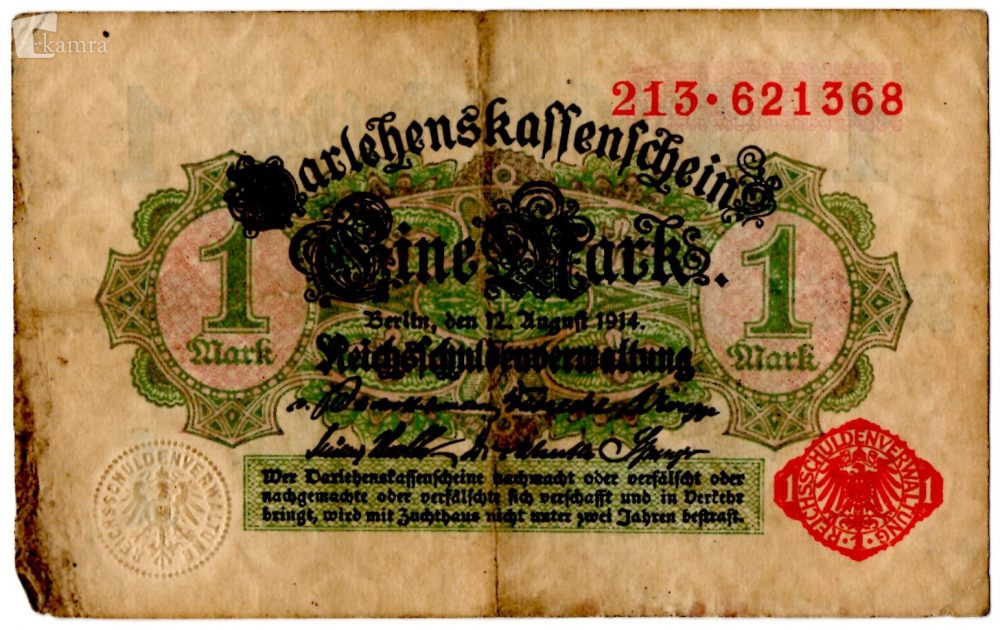 kamra
213·621368
Darlehenskassenschein
Eine Mark.
1
Mark
1
Mark
Berlin, den 12. August 1914.
Reichsschuldenverwaltung
Wer Darlehenskassenscheine nachmacht oder verfälscht oder
nachgemachte oder verfälschte sich verschafft und in Verkehr
bringt, wird mit Zuchthaus nicht unter zwei Jahren bestraft.
REICHSSCHULDENVERWALTUNG
REICHSSCHULDENVERWALTUNG
1
1
1